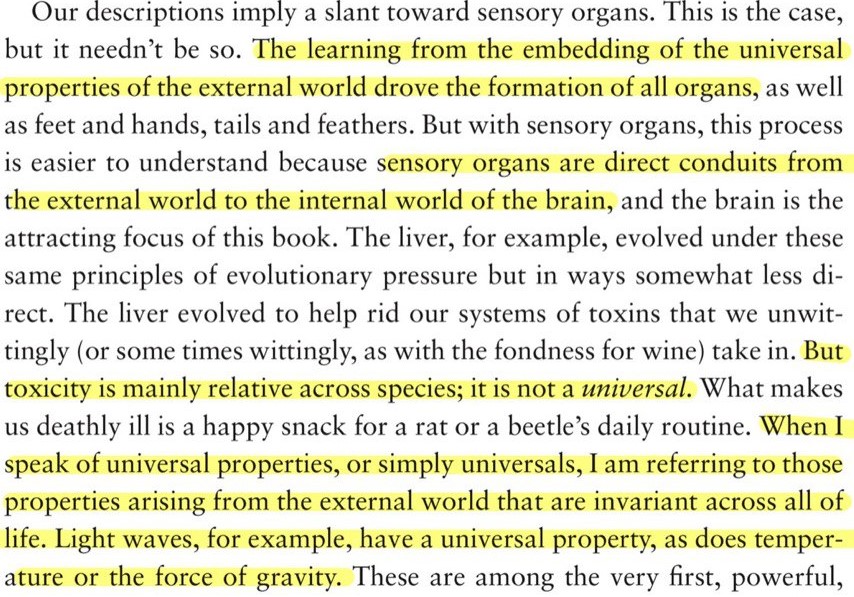 Our descriptions imply a slant toward sensory organs. This is the case,
but it needn’t be so. The learning from the embedding of the universal
properties of the external world drove the formation of all organs, as well
as feet and hands, tails and feathers. But with sensory organs, this process
is easier to understand because sensory organs are direct conduits from
the external world to the internal world of the brain, and the brain is the
attracting focus of this book. The liver, for example, evolved under these
same principles of evolutionary pressure but in ways somewhat less di-
rect. The liver evolved to help rid our systems of toxins that we unwit-
tingly (or some times wittingly, as with the fondness for wine) take in. But
toxicity is mainly relative across species; it is not a universal. What makes
us deathly ill is a happy snack for a rat or a beetle’s daily routine. When I
speak of universal properties, or simply universals, I am referring to those
properties arising from the external world that are invariant across all of
life. Light waves, for example, have a universal property, as does temper-
ature or the force of gravity. These are among the very first, powerful,